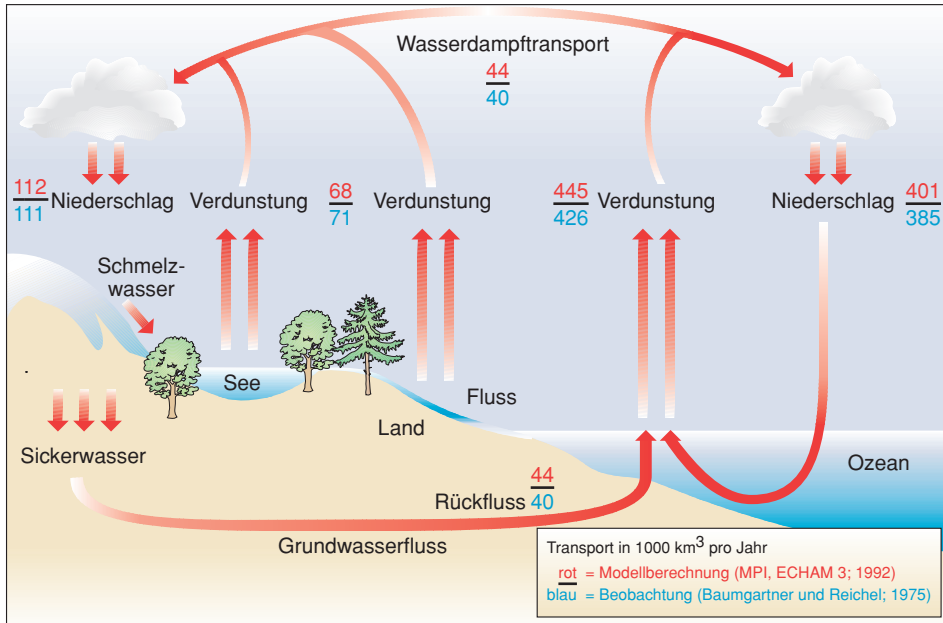 Wasserdampftransport
44
40
112
111
Niederschlag
Verdunstung
68
71
Verdunstung
445
426
Verdunstung
Niederschlag
401
385
Schmelz-
wasser
See
Fluss
Land
Sickerwasser
Ozean
Rückfluss
44
40
Grundwasserfluss
Transport in 1000 km³ pro Jahr
rot = Modellberechnung (MPI, ECHAM 3; 1992)
blau = Beobachtung (Baumgartner und Reichel; 1975)